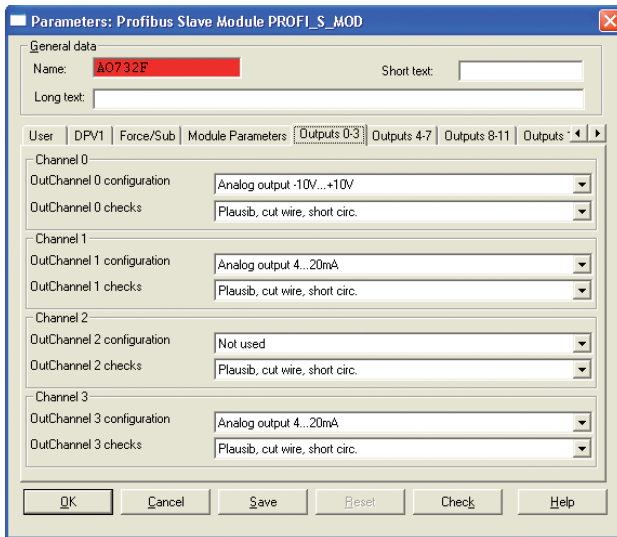 Parameters: Profibus Slave Module PROFI_S_MOD
General data
Name: AO732F Short text:
Long text:
User DPV1 Force/Sub Module Parameters Outputs 0-3 Outputs 4-7 Outputs 8-11 Outputs
Channel 0
OutChannel 0 configuration Analog output -10V...+10V
OutChannel 0 checks Plausib, cut wire, short circ.
Channel 1
OutChannel 1 configuration Analog output 4...20mA
OutChannel 1 checks Plausib, cut wire, short circ.
Channel 2
OutChannel 2 configuration Not used
OutChannel 2 checks Plausib, cut wire, short circ.
Channel 3
OutChannel 3 configuration Analog output 4...20mA
OutChannel 3 checks Plausib, cut wire, short circ.
OK Cancel Save Reset Check Help